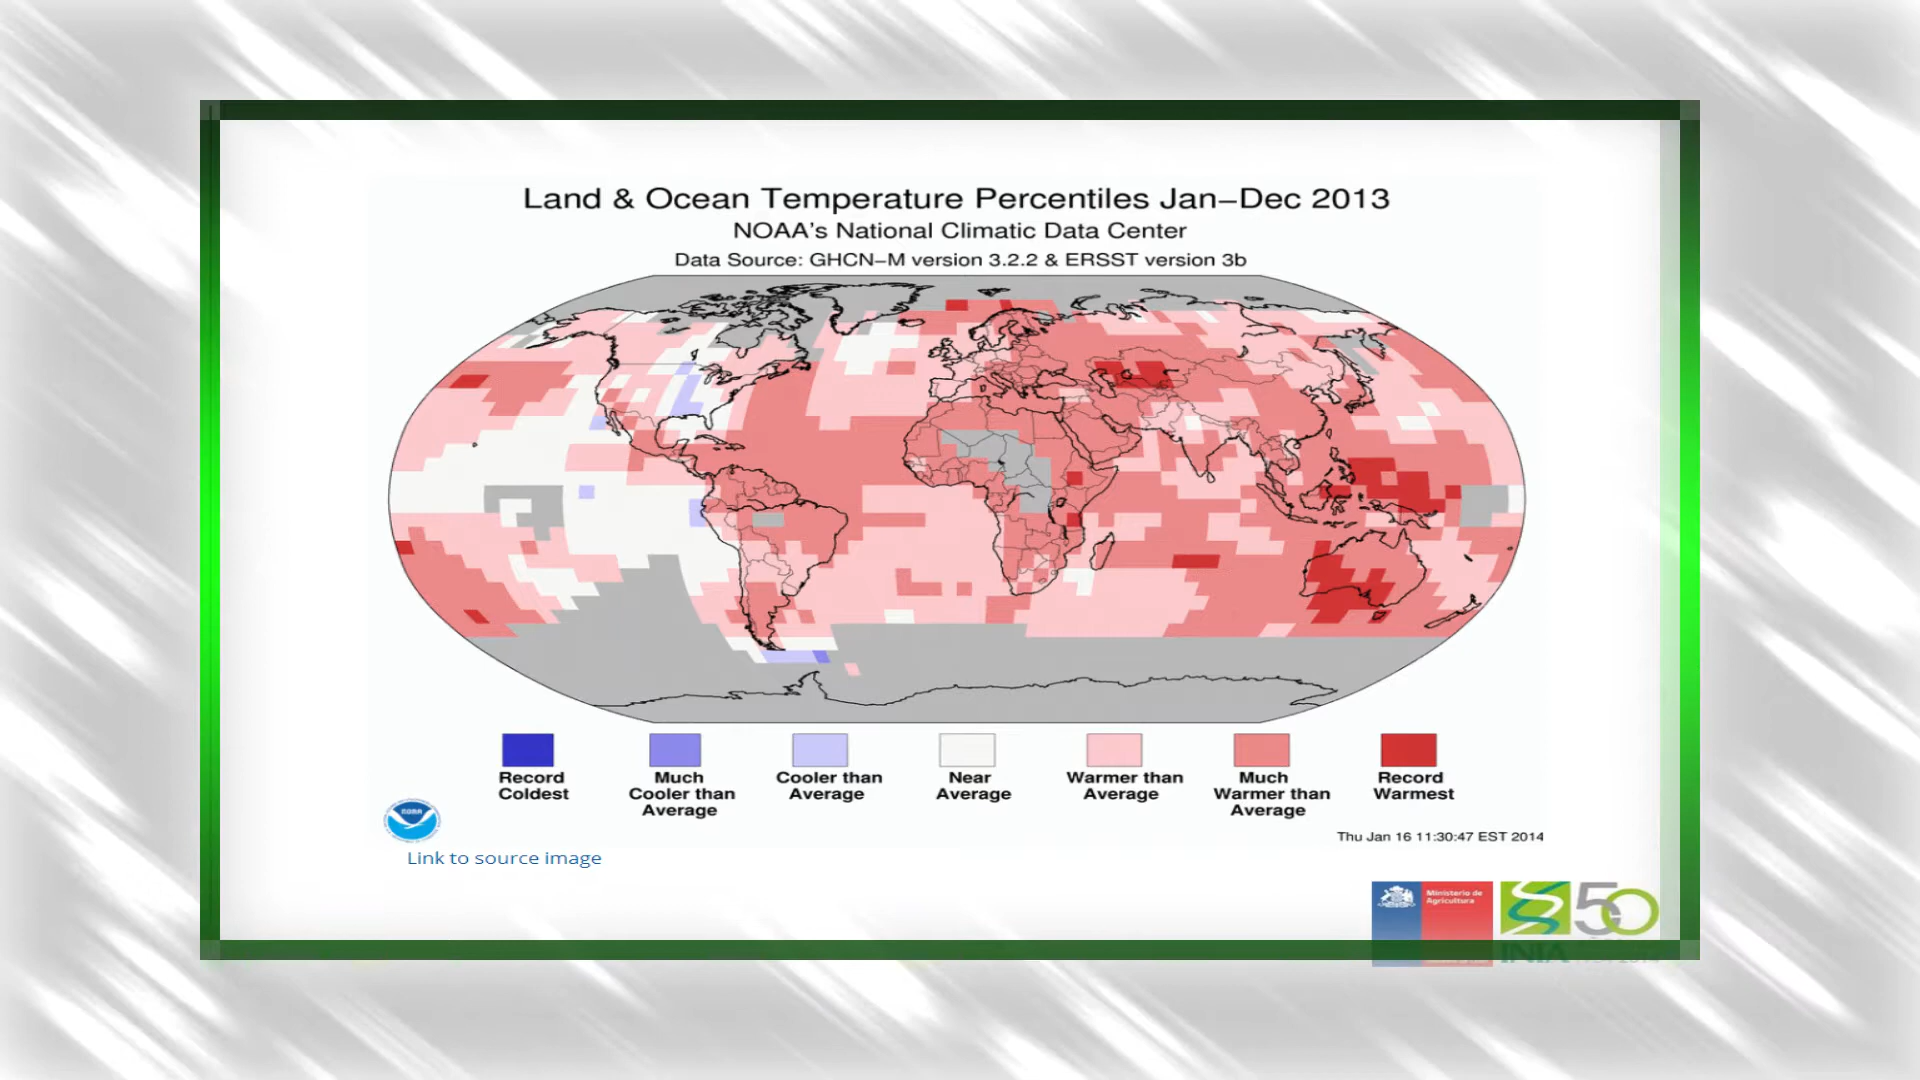 Land & Ocean Temperature Percentiles Jan–Dec 2013
NOAA's National Climatic Data Center
Data Source: GHCN–M version 3.2.2 & ERSST version 3b
Record
Coldest
Much
Cooler than
Average
Cooler than
Average
Near
Average
Warmer than
Average
Much
Warmer than
Average
Record
Warmest
NOAA
Thu Jan 16 11:30:47 EST 2014
Link to source image
Ministerio de
Agricultura
50
INIA